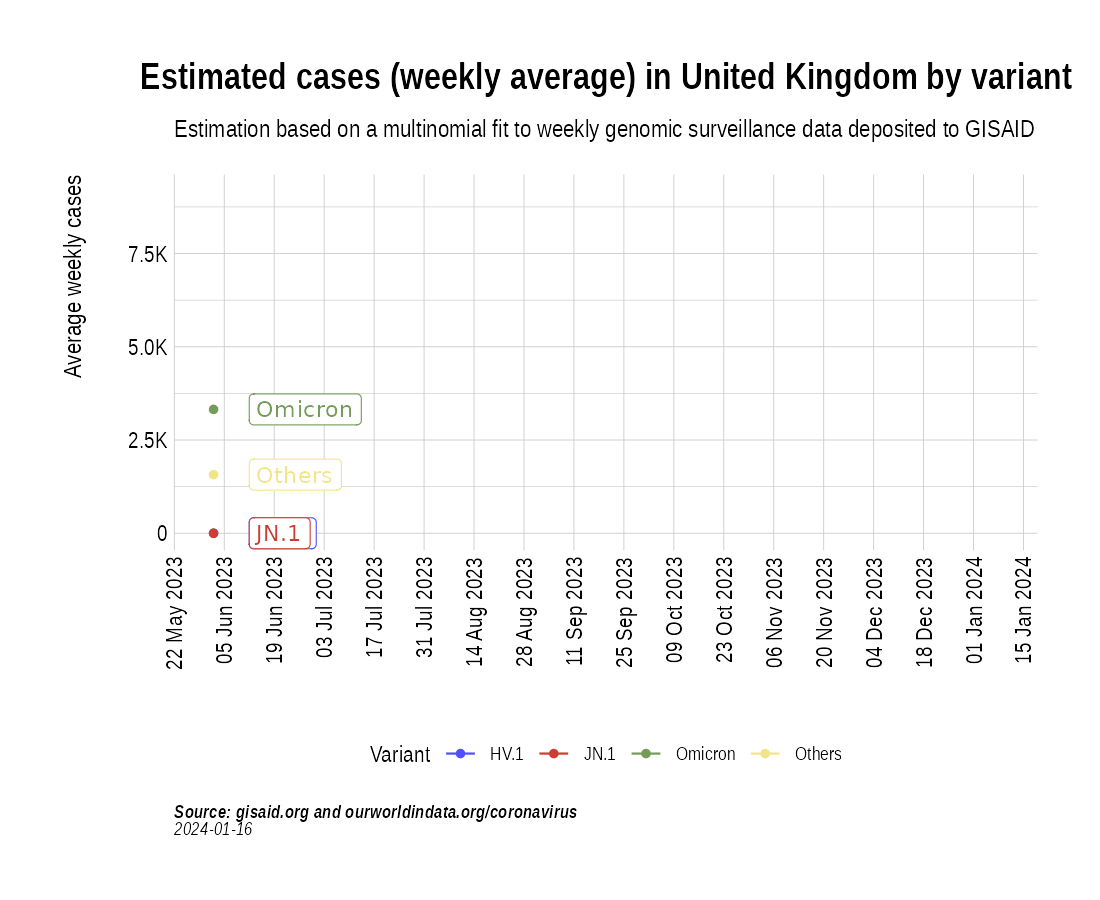 Estimated cases (weekly average) in United Kingdom by variant
Estimation based on a multinomial fit to weekly genomic surveillance data deposited to GISAID
Average weekly cases
7.5K
5.0K
2.5K
0
Omicron
Others
JN.1
22 May 2023
05 Jun 2023
19 Jun 2023
03 Jul 2023
17 Jul 2023
31 Jul 2023
14 Aug 2023
28 Aug 2023
11 Sep 2023
25 Sep 2023
09 Oct 2023
23 Oct 2023
06 Nov 2023
20 Nov 2023
04 Dec 2023
18 Dec 2023
01 Jan 2024
15 Jan 2024
Variant HV.1 JN.1 Omicron Others
Source: gisaid.org and ourworldindata.org/coronavirus
2024-01-16